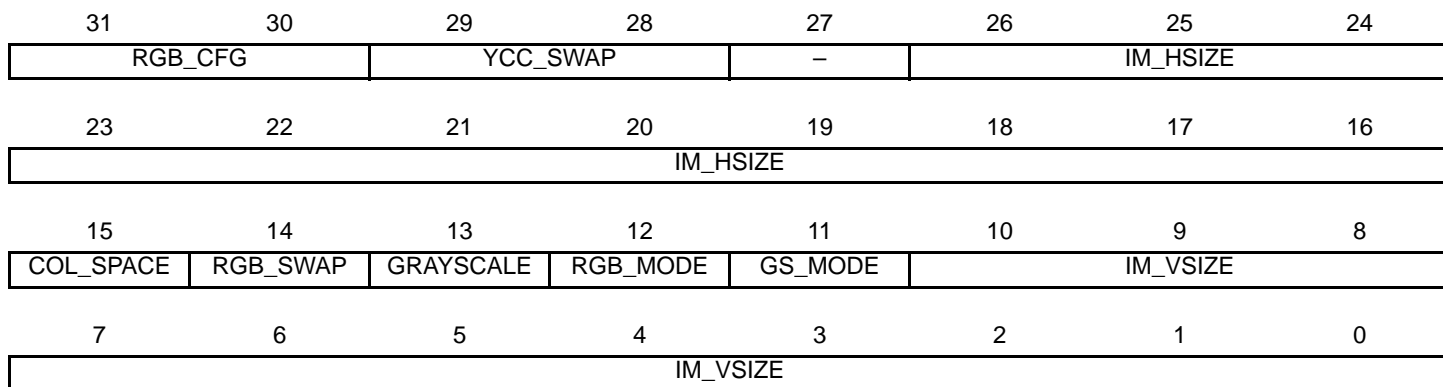 31 30 29 28 27 26 25 24
RGB_CFG YCC_SWAP – IM_HSIZE
23 22 21 20 19 18 17 16
IM_HSIZE
15 14 13 12 11 10 9 8
COL_SPACE RGB_SWAP GRAYSCALE RGB_MODE GS_MODE IM_VSIZE
7 6 5 4 3 2 1 0
IM_VSIZE